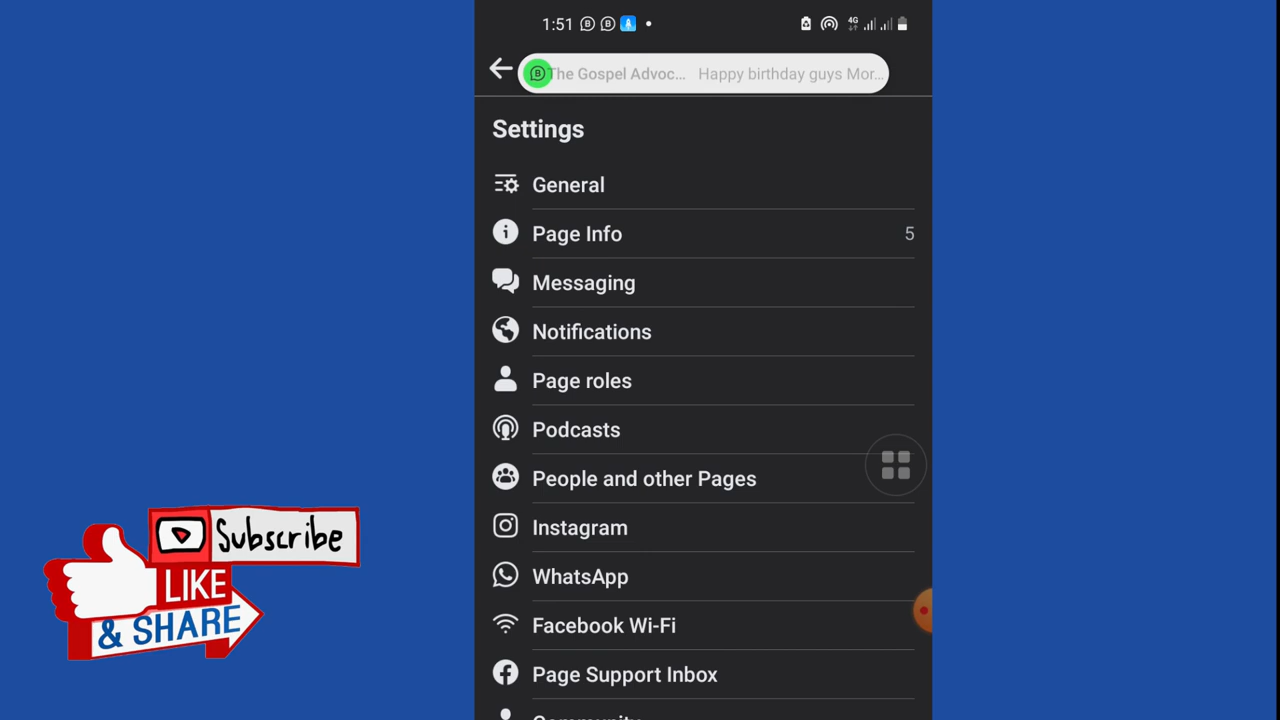 1:51
4G
The Gospel Advoc... Happy birthday guys Mor...
Settings
General
Page Info 5
Messaging
Notifications
Page roles
Podcasts
People and other Pages
Instagram
WhatsApp
Facebook Wi-Fi
Page Support Inbox
Subscribe
LIKE
& SHARE